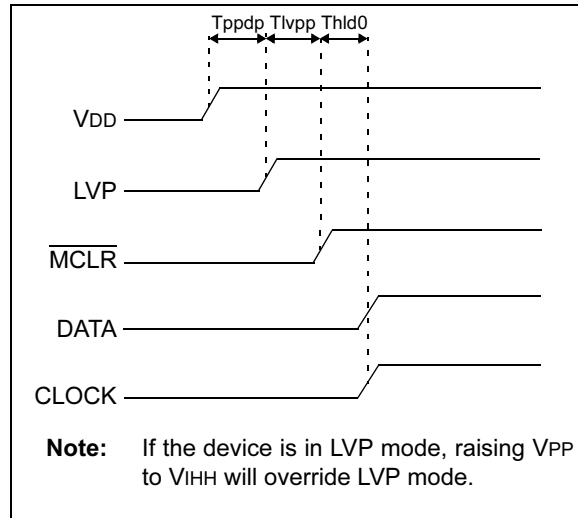 Tppdp Tlvpp Thld0
VDD
LVP
MCLR
DATA
CLOCK
Note: If the device is in LVP mode, raising VPP
to VIHH will override LVP mode.